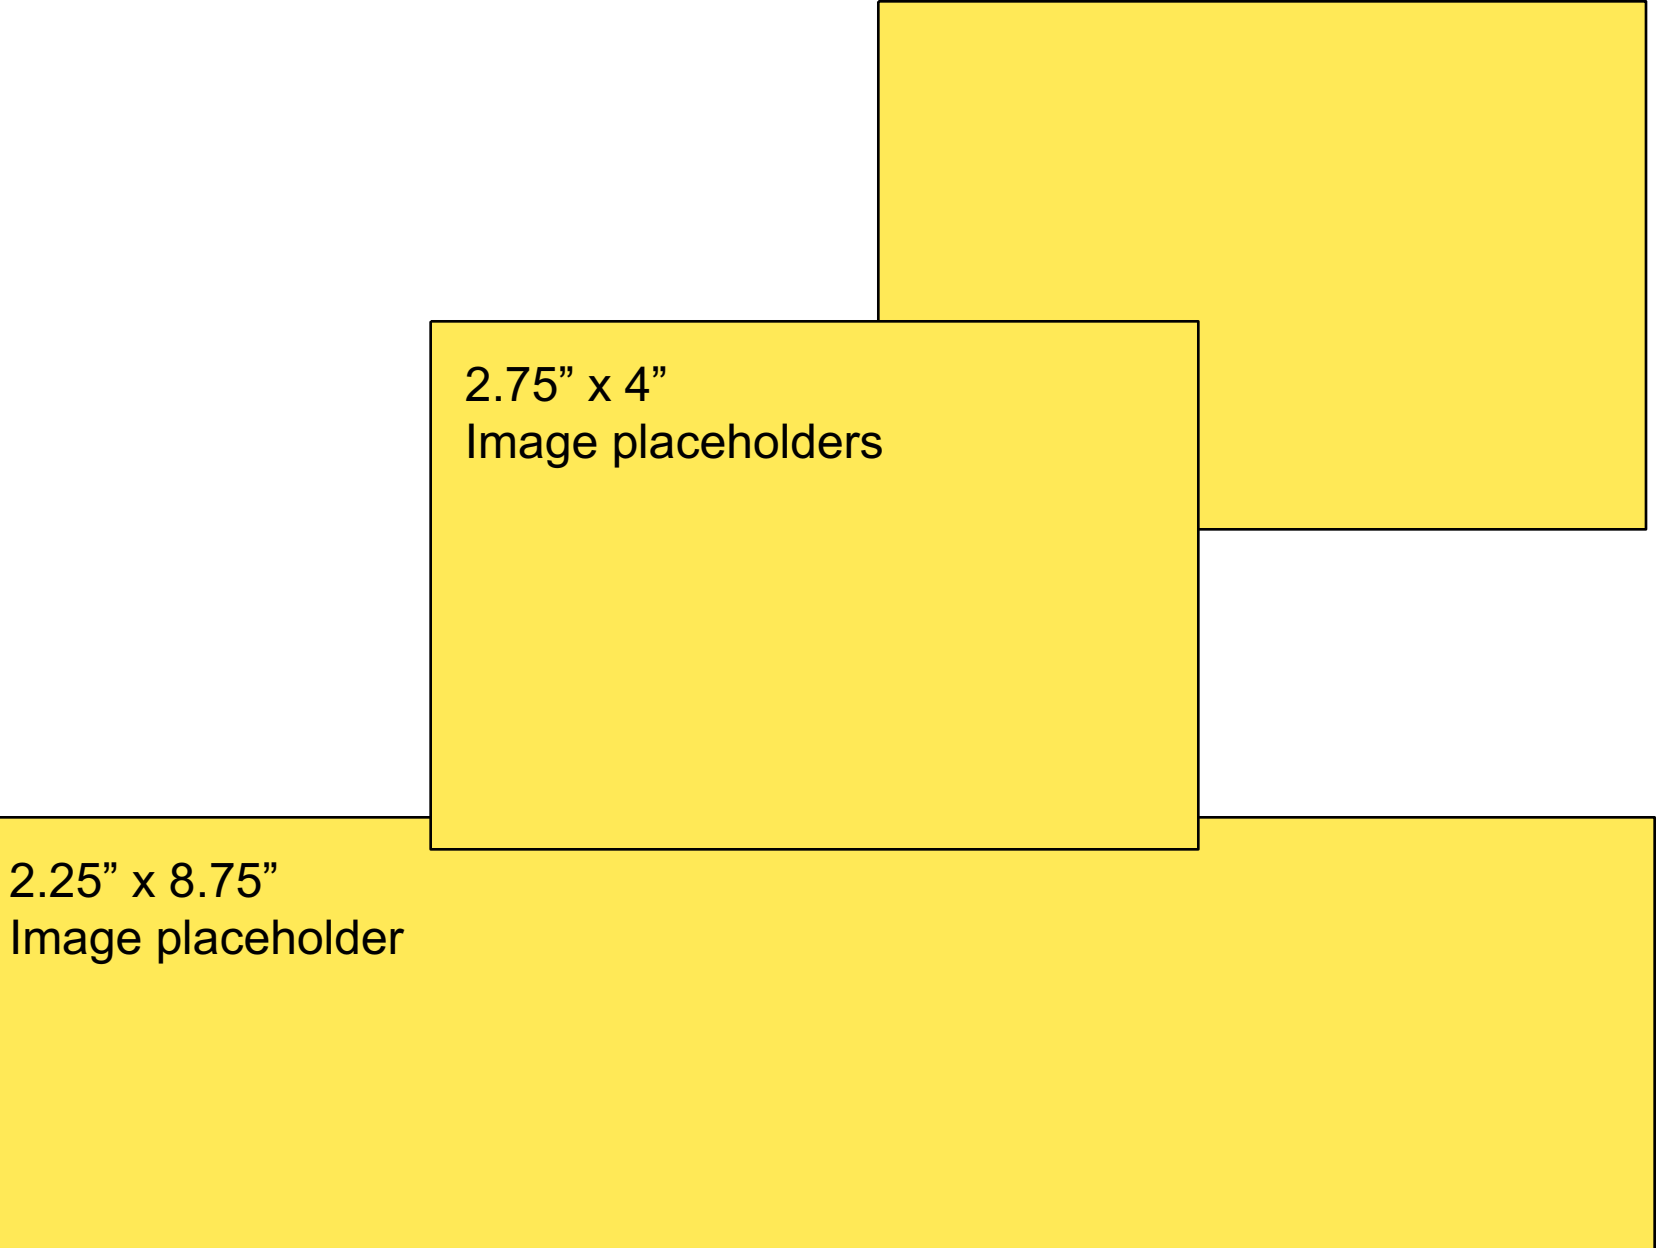 2.75” x 4”
Image placeholders
2.25” x 8.75”
Image placeholder